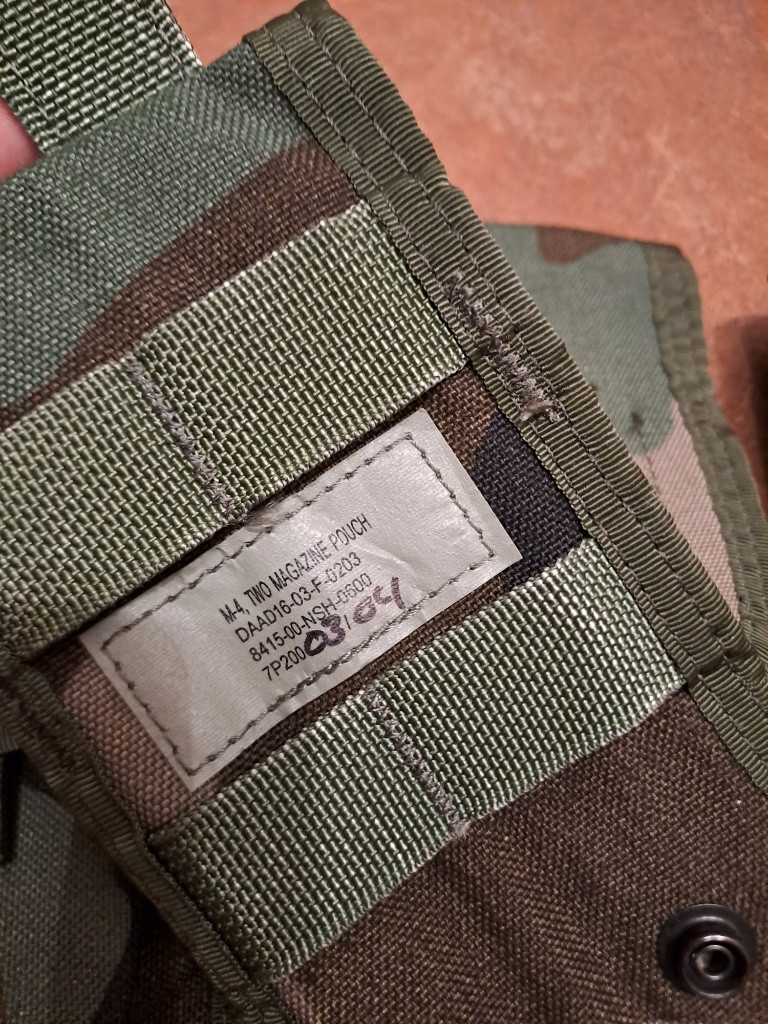 M-4, TWO MAGAZINE POUCH
DAAD16-03-F-0203
8415-00-NSH-0600
7P20003/04